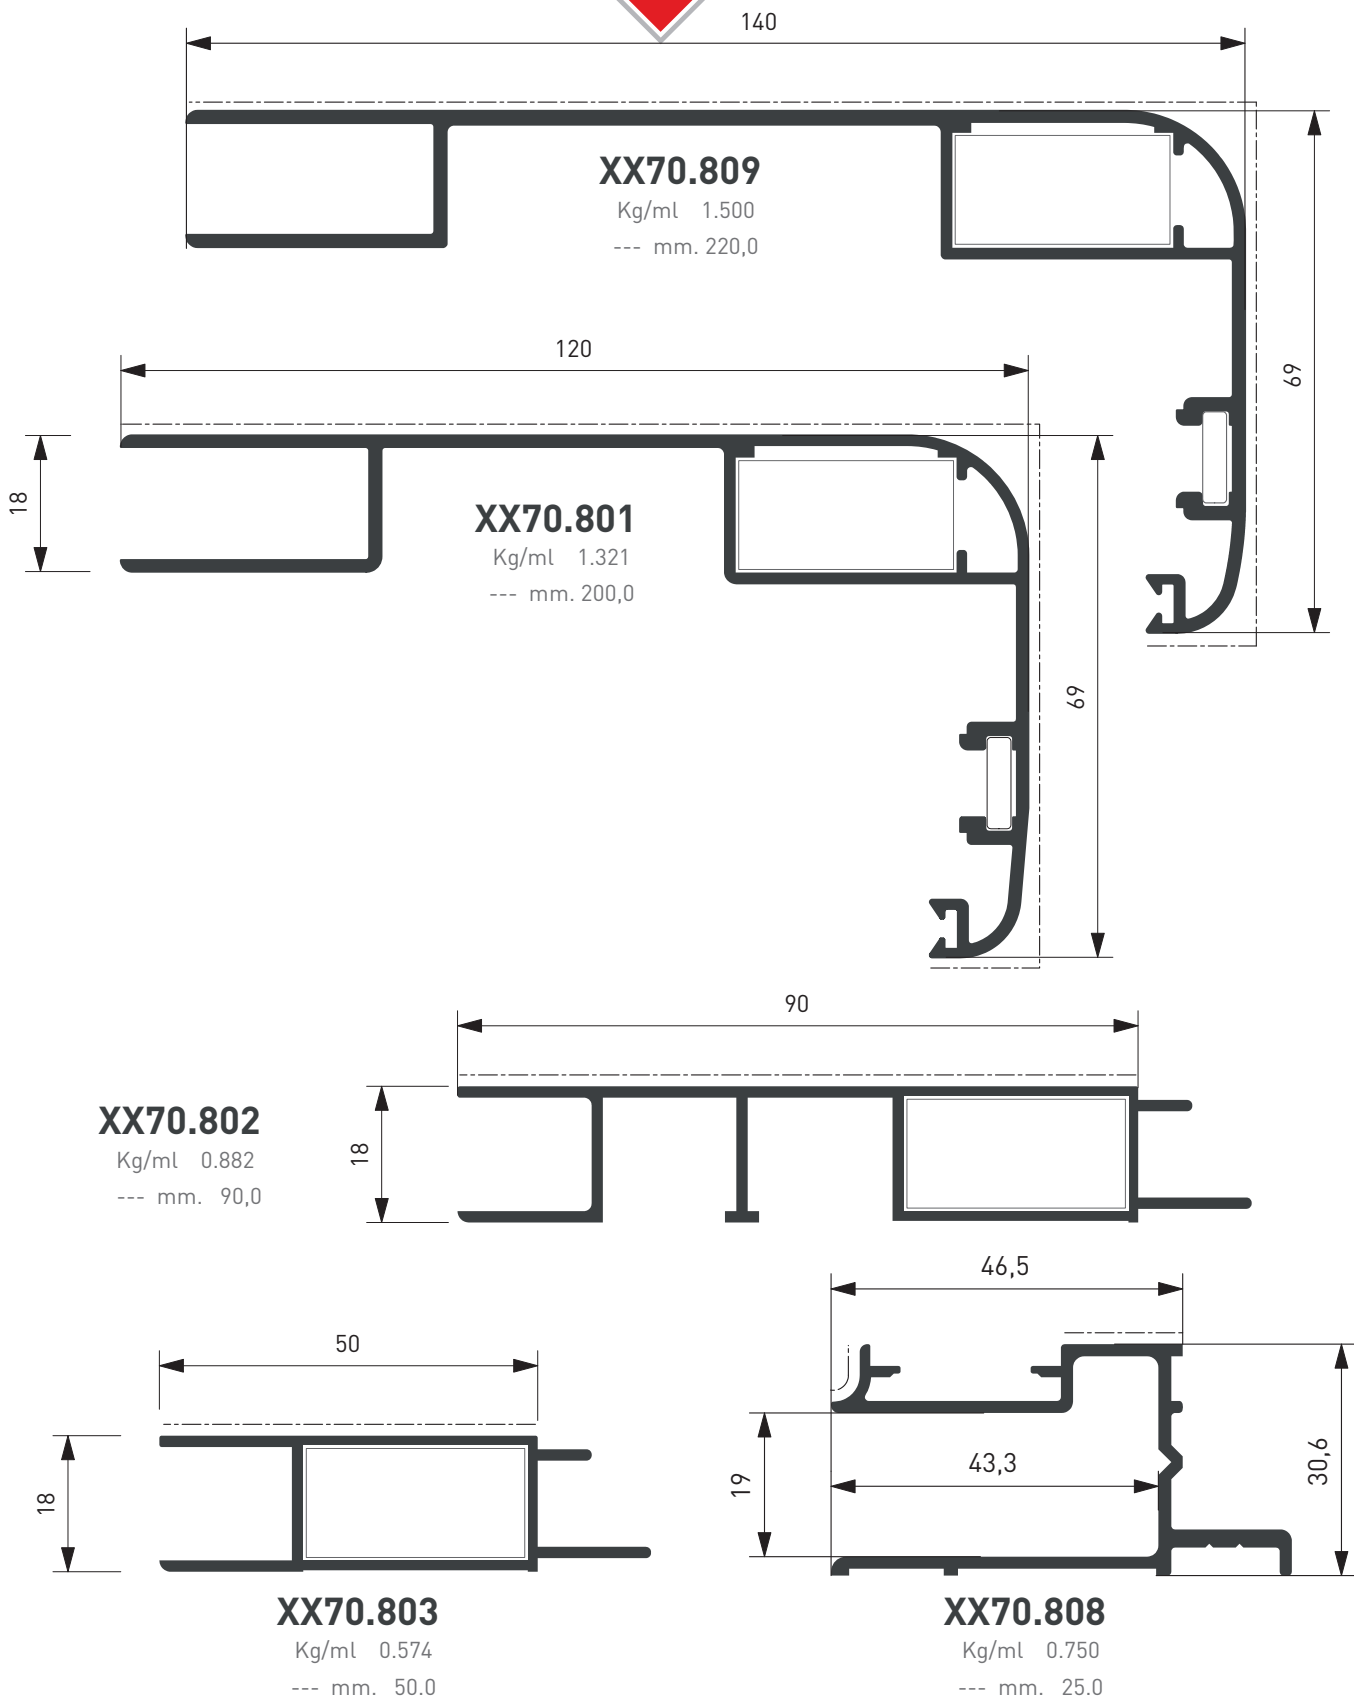 140
XX70.809
Kg/ml 1.500
--- mm. 220,0
69
120
18
XX70.801
Kg/ml 1.321
--- mm. 200,0
69
90
XX70.802
Kg/ml 0.882
--- mm. 90,0
18
46,5
50
18
19
43,3
30,6
XX70.803
Kg/ml 0.574
--- mm. 50.0
XX70.808
Kg/ml 0.750
--- mm. 25.0